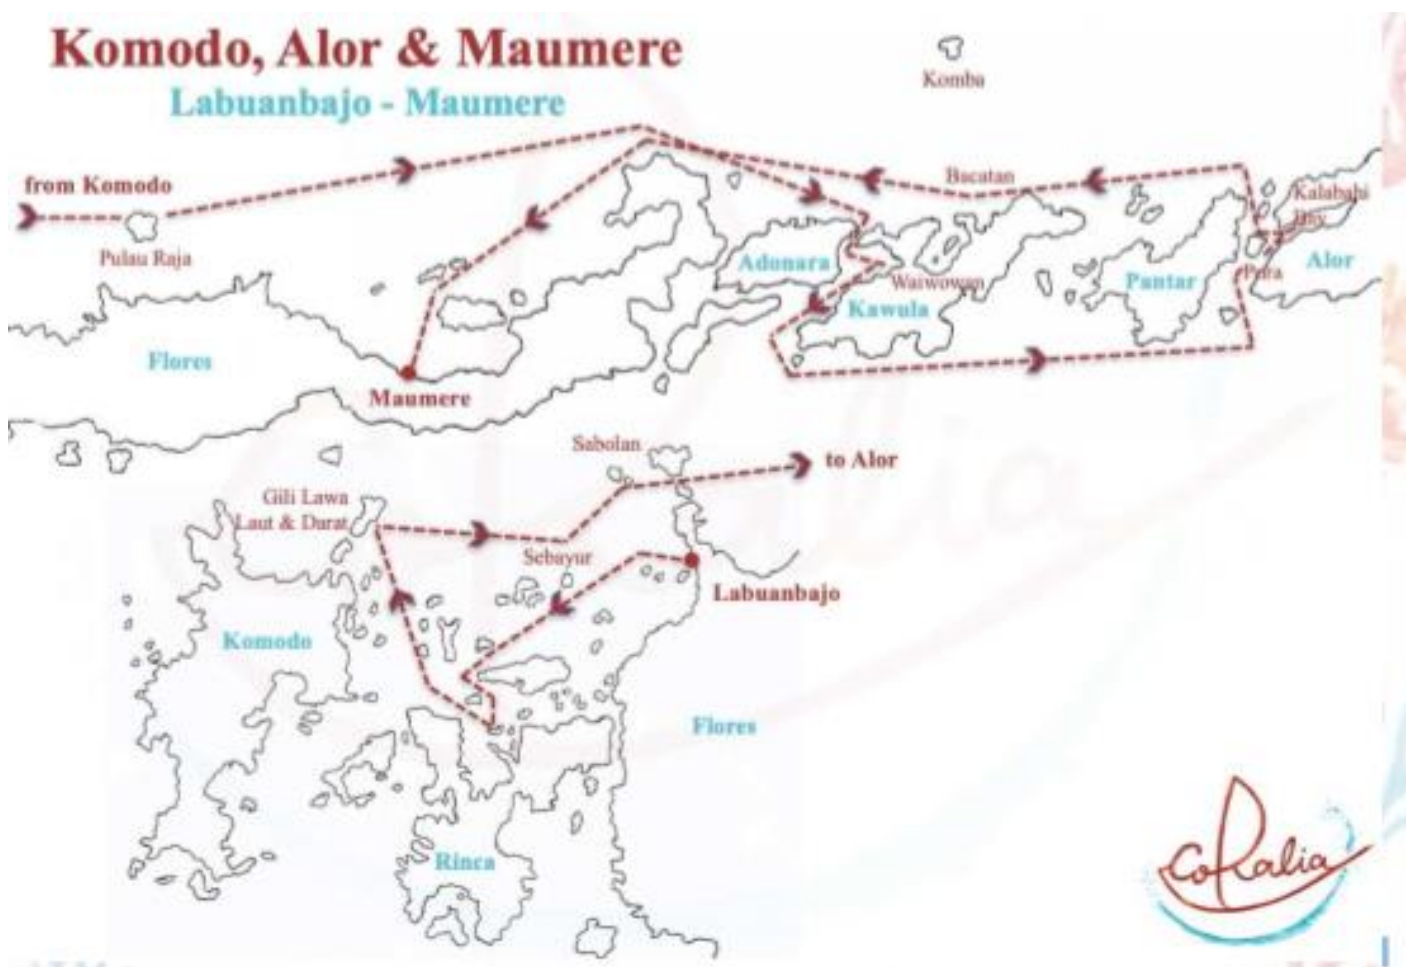 Komodo, Alor & Maumere
Labuanbajo - Maumere
Komba
from Komodo
Bacatan
Kalabahi
Bay
Pulau Raja
Adonara
Waiwowan
Pantar
Pura
Alor
Kawula
Flores
Maumere
Sabolan
to Alor
Gili Lawa
Laut & Darat
Sebayur
Labuanbajo
Komodo
Flores
Rinca
coRalia